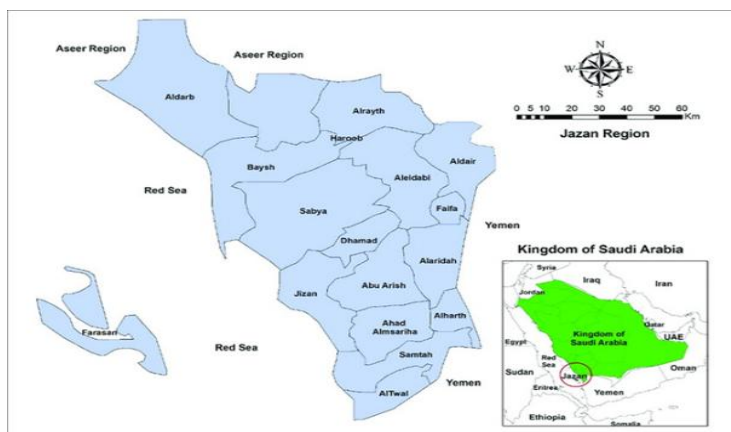 Aseer Region
Aseer Region
N
W E
S
0 5 10 20 30 40 50 60
Km
Jazan Region
Aldarb
Alrayth
Haroob
Baysh
Aldair
Aleidabi
Red Sea
Faifa
Sabya
Yemen
Dhamad
Alaridah
Jizan
Abu Arish
Farasan
Red Sea
Ahad
Almsariha
Alharth
Samtah
Yemen
AlTwal
Kingdom of Saudi Arabia
Syria
Iraq
Iran
Jordan
Egypt
Kingdom of
Saudi Arabia
Qatar
UAE
Red
Sea
Oman
Sudan
Jazan
Eritrea
Yemen
Ethiopia
Somalia